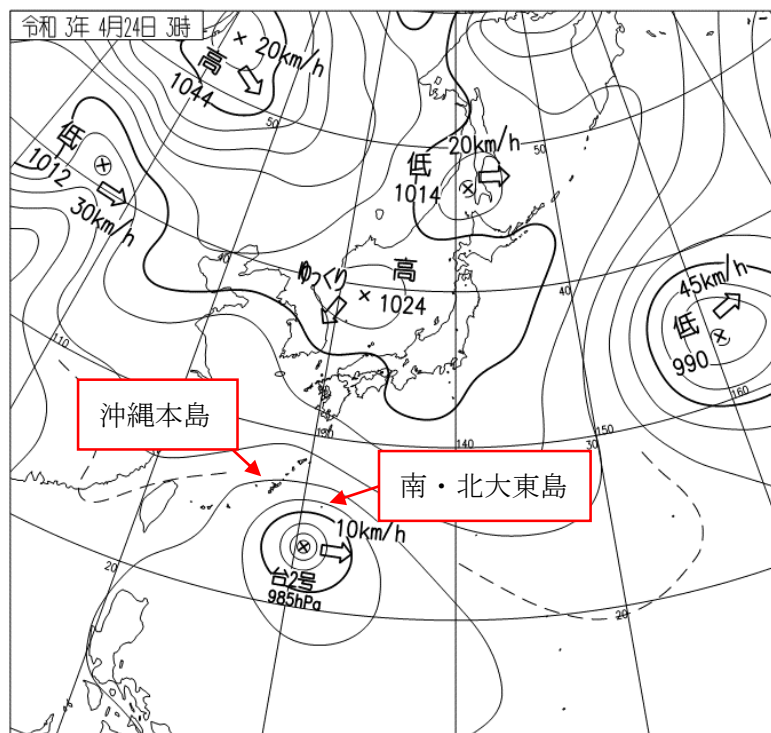 令和 3年 4月24日 3時
20km/h
高
1044
50
低
1012
30km/h
20km/h
低
1014
50
40
ゆっくり
高
1024
40
45km/h
低
990
110
160
沖縄本島
130
140
150
30
南・北大東島
10km/h
台2号
985hPa
20
20